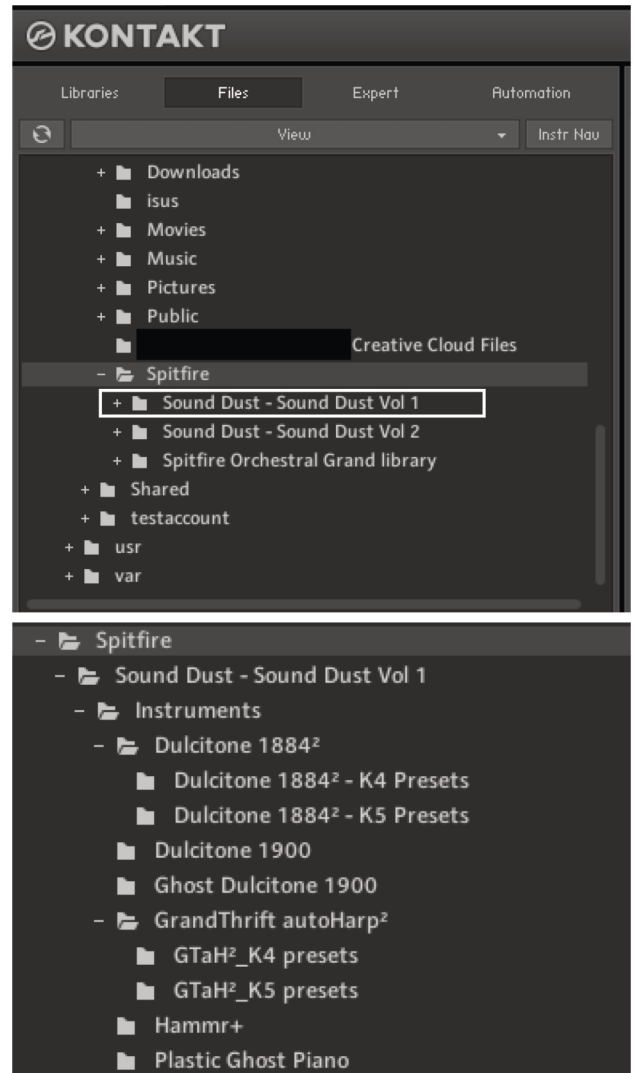 KONTAKT
Libraries Files Expert Automation
View Instr Nav
+ Downloads
isus
+ Movies
+ Music
+ Pictures
+ Public
Creative Cloud Files
- Spitfire
+ Sound Dust - Sound Dust Vol 1
+ Sound Dust - Sound Dust Vol 2
+ Spitfire Orchestral Grand library
+ Shared
+ testaccount
+ usr
+ var
- Spitfire
- Sound Dust - Sound Dust Vol 1
- Instruments
- Dulcitone 1884²
Dulcitone 1884² - K4 Presets
Dulcitone 1884² - K5 Presets
Dulcitone 1900
Ghost Dulcitone 1900
- GrandThrift autoHarp²
GTaH²_K4 presets
GTaH²_K5 presets
Hammr+
Plastic Ghost Piano